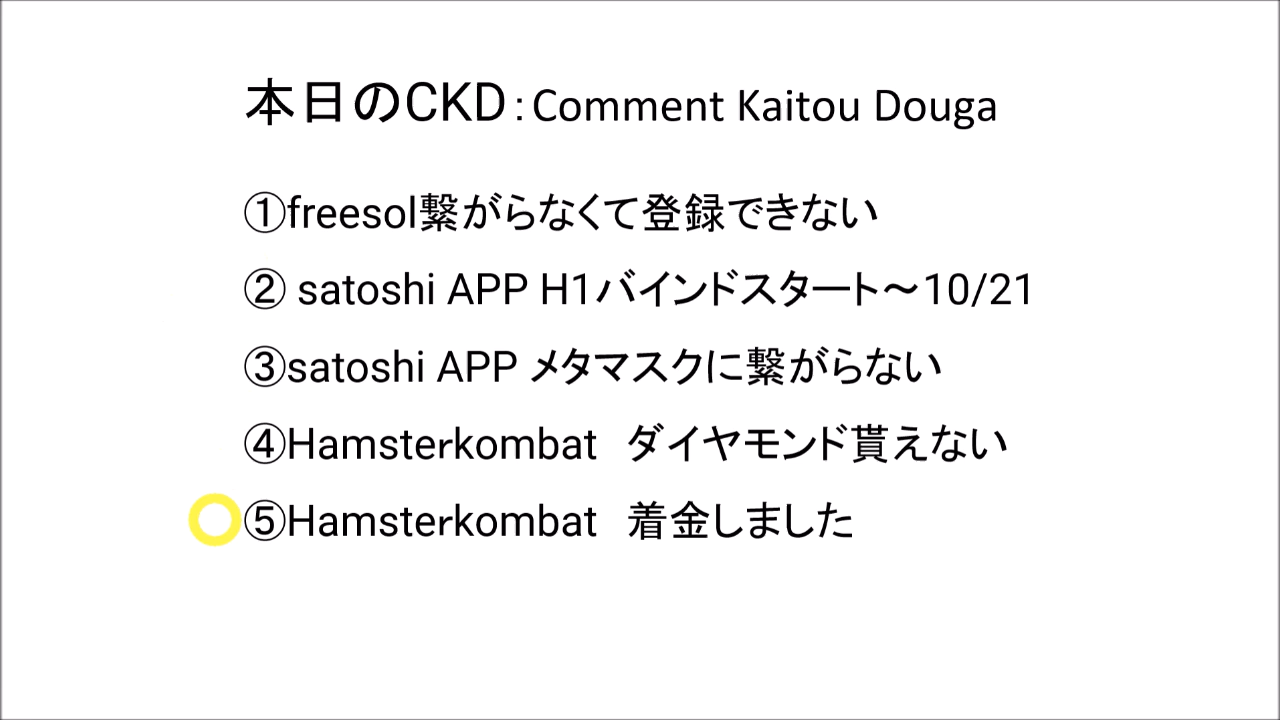 本日のCKD：Comment Kaitou Douga
①freesol繋がらなくて登録できない
② satoshi APP H1バインドスタート～10/21
③satoshi APP メタマスクに繋がらない
④Hamsterkombat　ダイヤモンド貰えない
⑤Hamsterkombat　着金しました